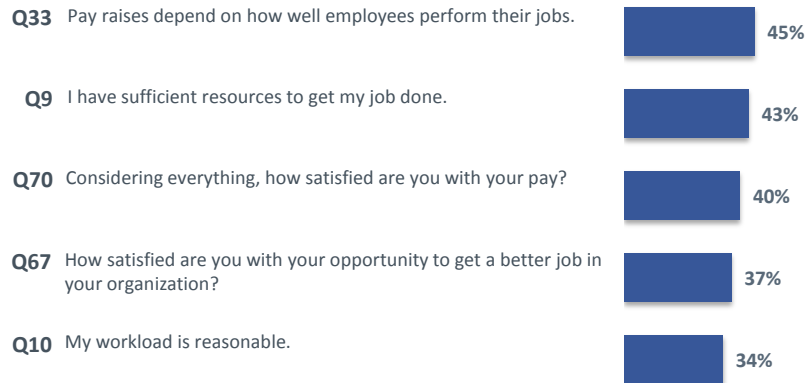 Q33 Pay raises depend on how well employees perform their jobs. 45%
Q9 I have sufficient resources to get my job done. 43%
Q70 Considering everything, how satisfied are you with your pay? 40%
Q67 How satisfied are you with your opportunity to get a better job in
your organization? 37%
Q10 My workload is reasonable. 34%